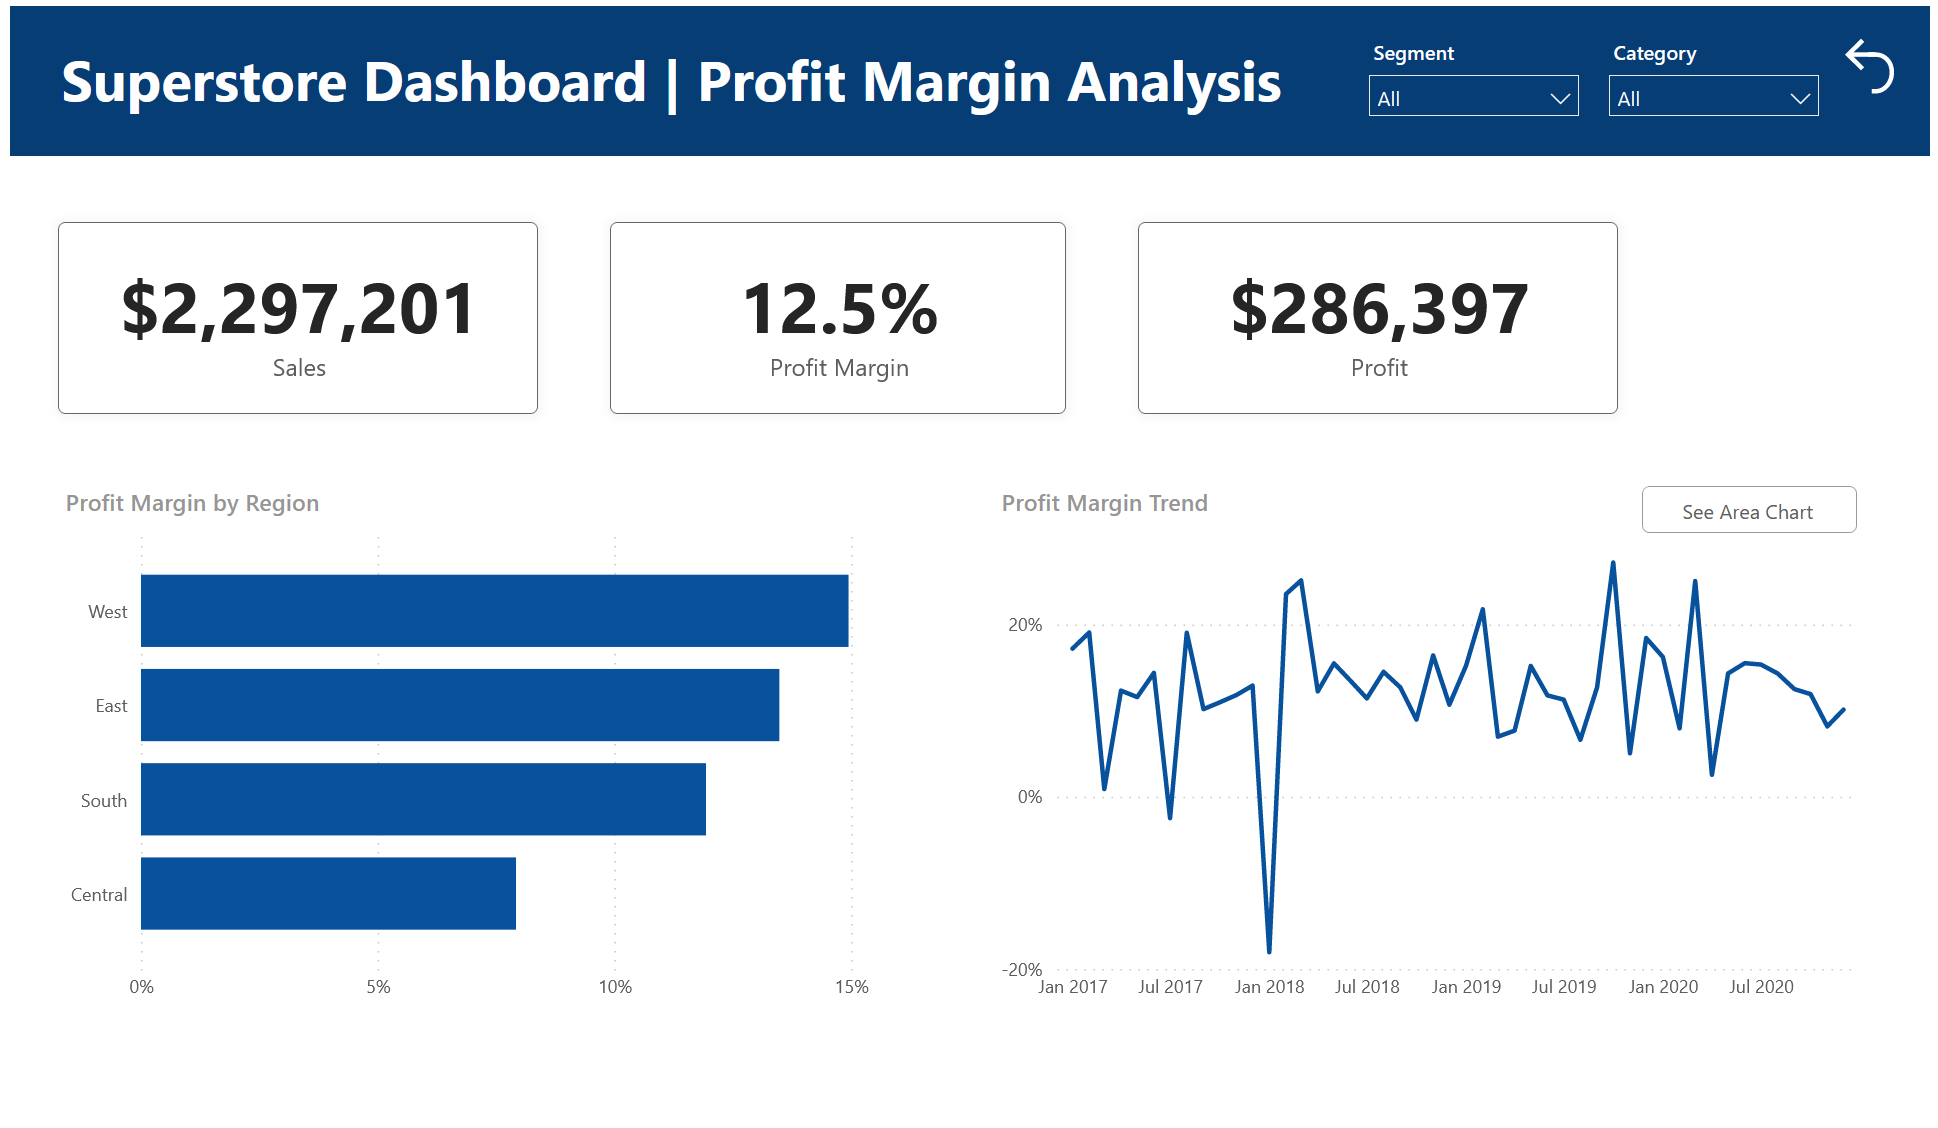 Superstore Dashboard | Profit Margin Analysis
Segment
All
Category
All
$2,297,201
Sales
12.5%
Profit Margin
$286,397
Profit
Profit Margin by Region
West
East
South
Central
0% 5% 10% 15%
Profit Margin Trend
See Area Chart
20%
0%
-20%
Jan 2017 Jul 2017 Jan 2018 Jul 2018 Jan 2019 Jul 2019 Jan 2020 Jul 2020